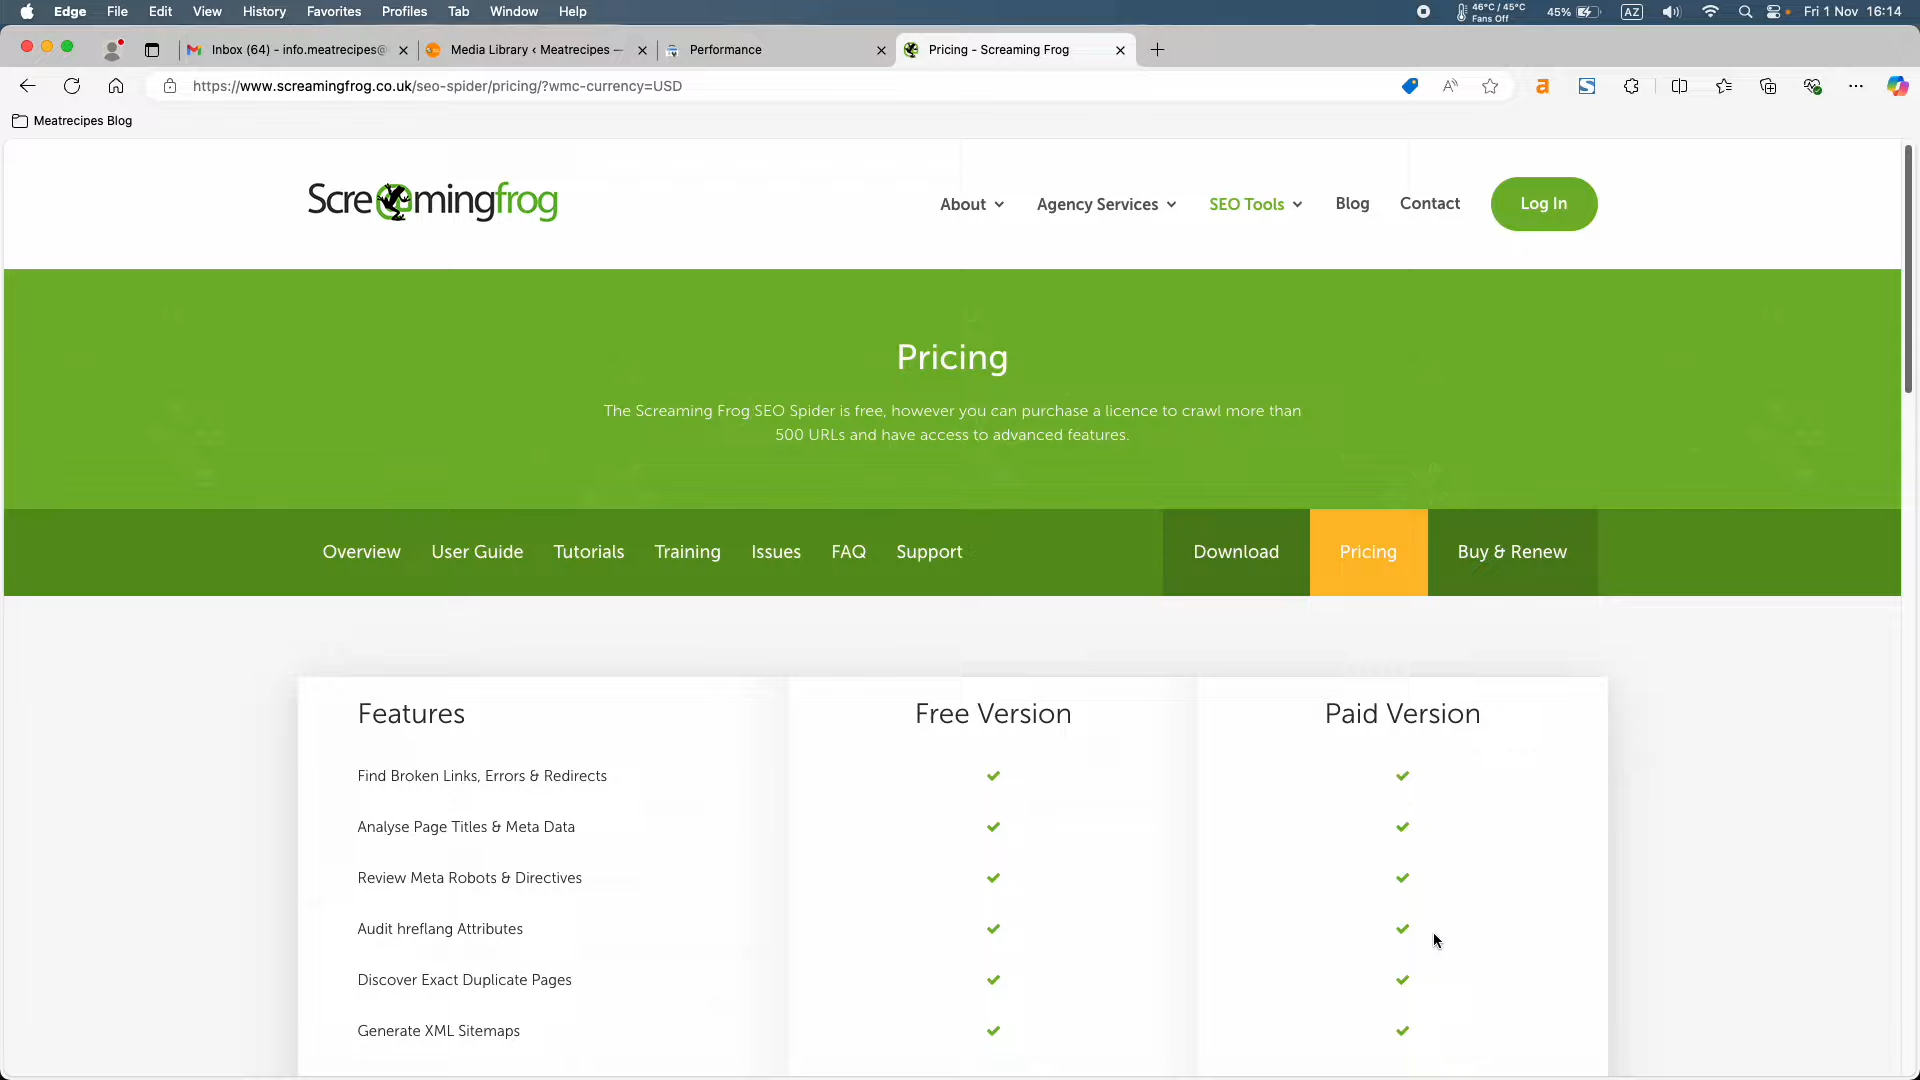 Edge File Edit View History Favorites Profiles Tab Window Help
46°C / 45°C
Fans Off
45% AZ Fri 1 Nov 16:14
Inbox (64) - info.meatrecipes@ Media Library ‹ Meatrecipes — Performance Pricing - Screaming Frog
https://www.screamingfrog.co.uk/seo-spider/pricing/?wmc-currency=USD
Meatrecipes Blog
Screamingfrog
About Agency Services SEO Tools Blog Contact Log In
Pricing
The Screaming Frog SEO Spider is free, however you can purchase a licence to crawl more than
500 URLs and have access to advanced features.
Overview User Guide Tutorials Training Issues FAQ Support Download Pricing Buy & Renew
Features Free Version Paid Version
Find Broken Links, Errors & Redirects
Analyse Page Titles & Meta Data
Review Meta Robots & Directives
Audit hreflang Attributes
Discover Exact Duplicate Pages
Generate XML Sitemaps